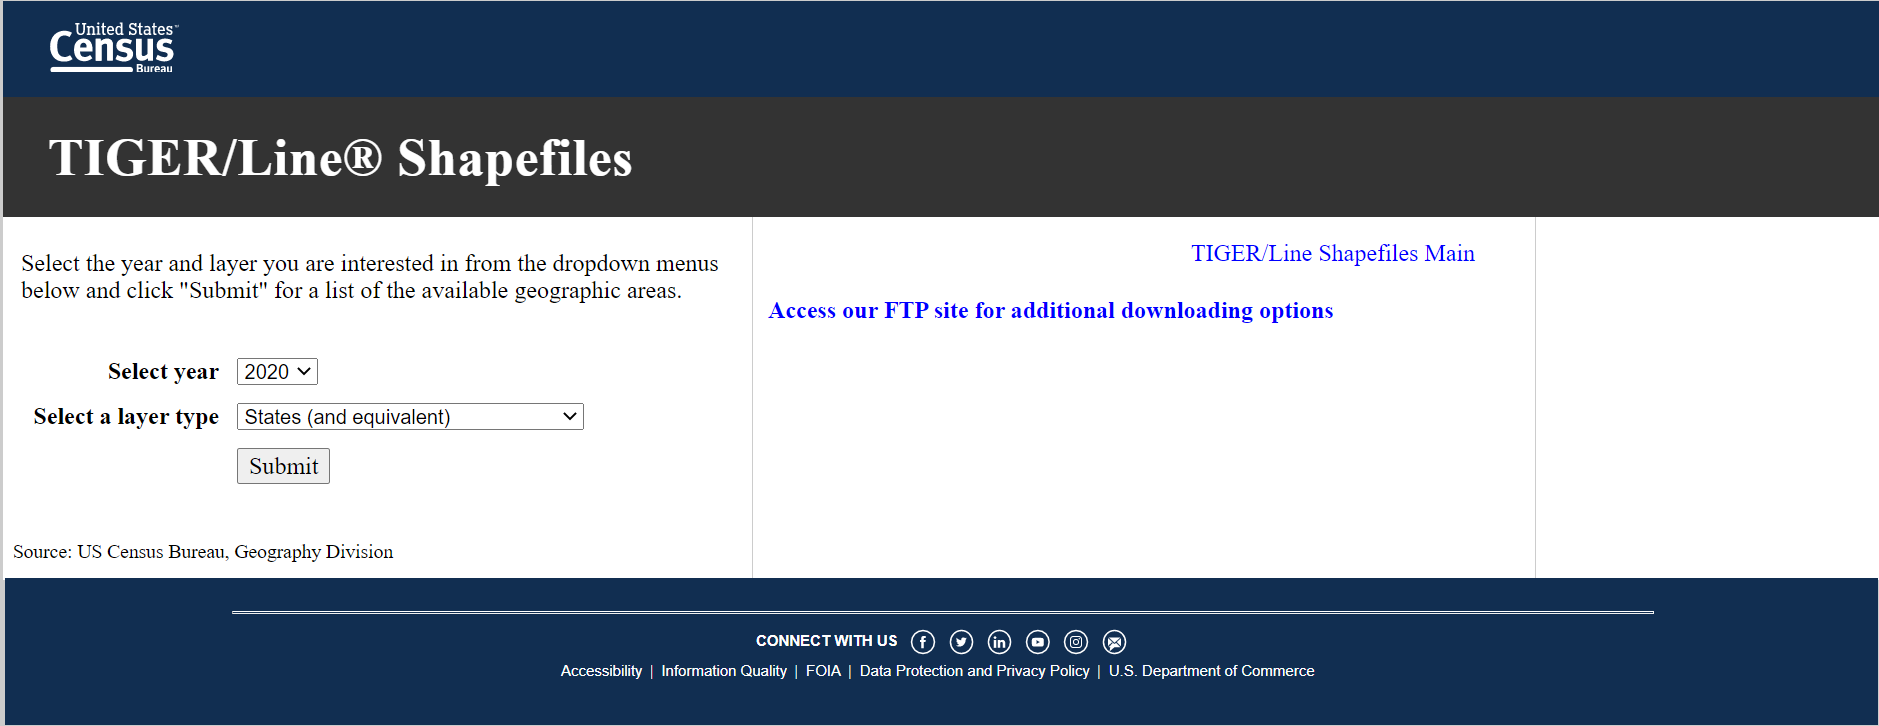 United States™
Census
Bureau
TIGER/Line® Shapefiles
Select the year and layer you are interested in from the dropdown menus
below and click "Submit" for a list of the available geographic areas.
Select year 2020
Select a layer type States (and equivalent)
Submit
Source: US Census Bureau, Geography Division
TIGER/Line Shapefiles Main
Access our FTP site for additional downloading options
CONNECT WITH US
Accessibility | Information Quality | FOIA | Data Protection and Privacy Policy | U.S. Department of Commerce